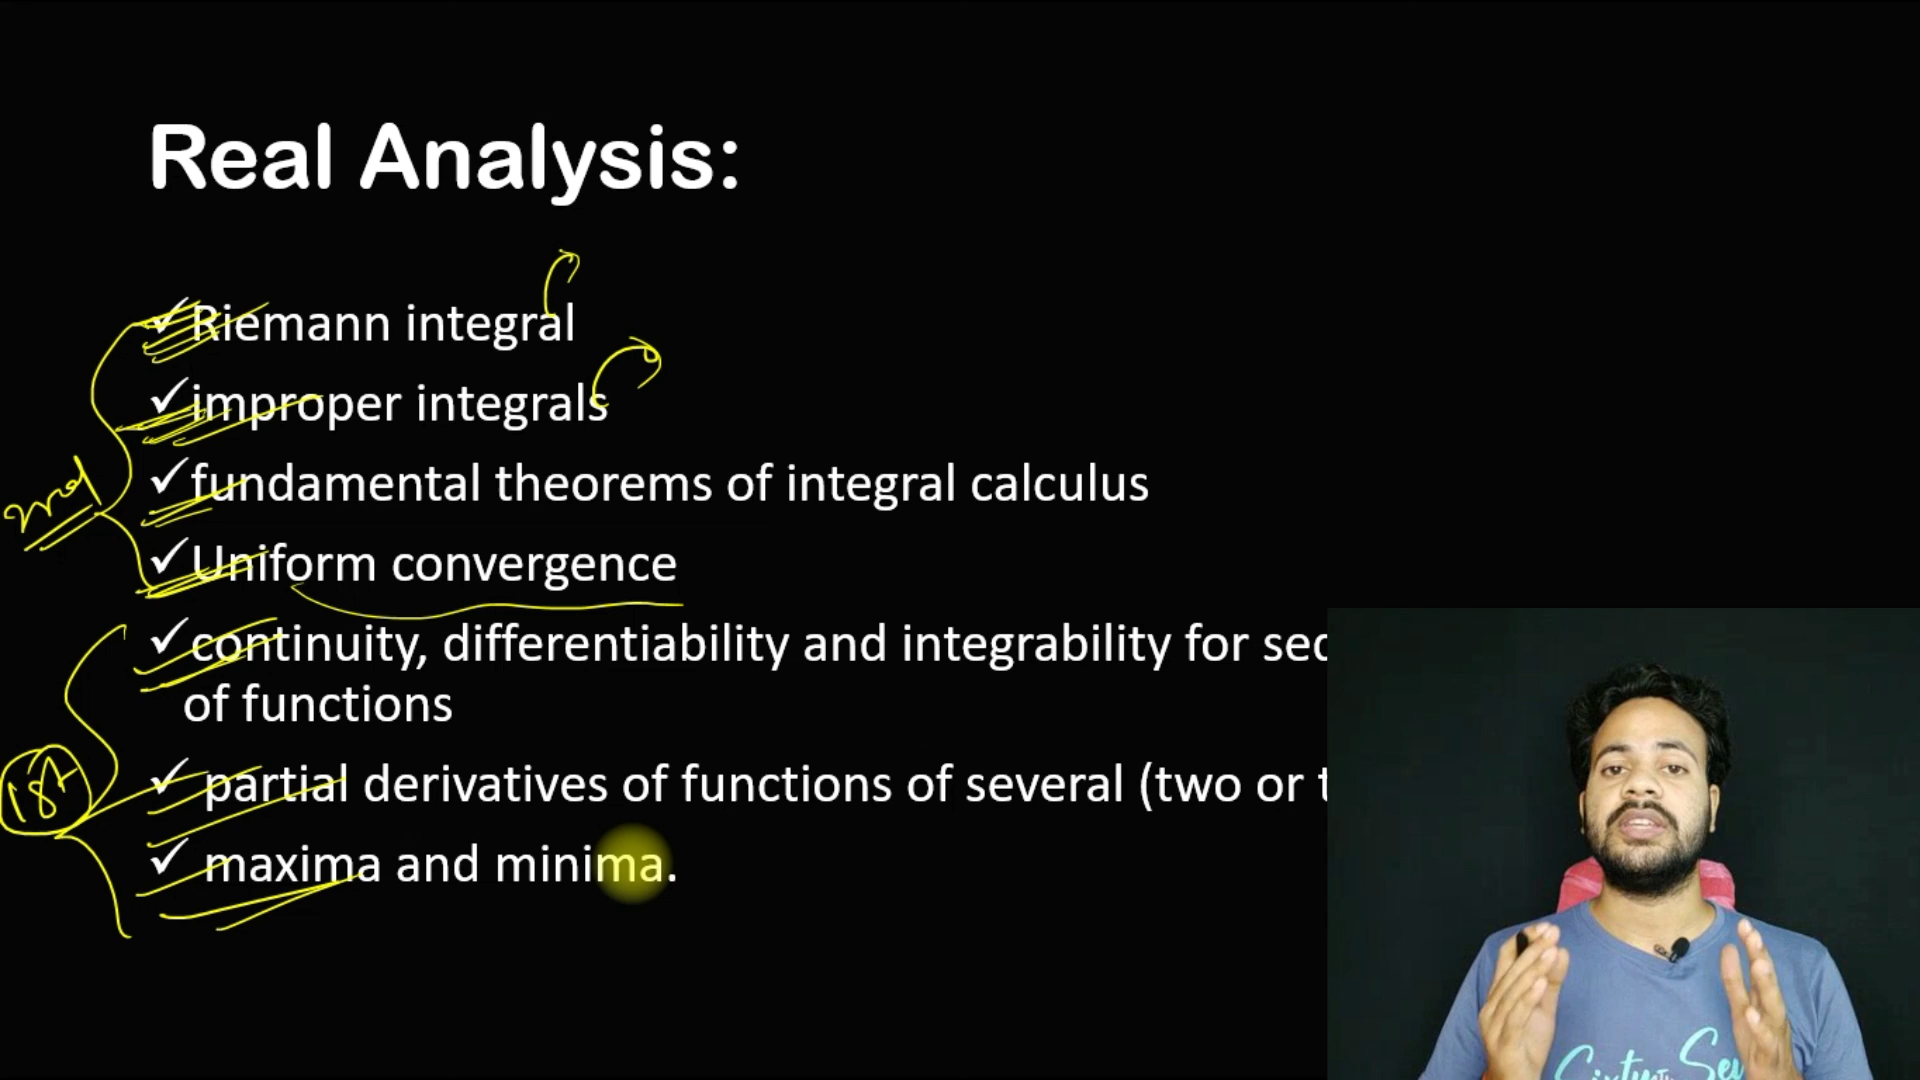 Real Analysis:
✓Riemann integral
✓improper integrals
✓fundamental theorems of integral calculus
2nd
✓Uniform convergence
✓continuity, differentiability and integrability for
of functions
✓ partial derivatives of functions of several (two or
1st
✓ maxima and minima.